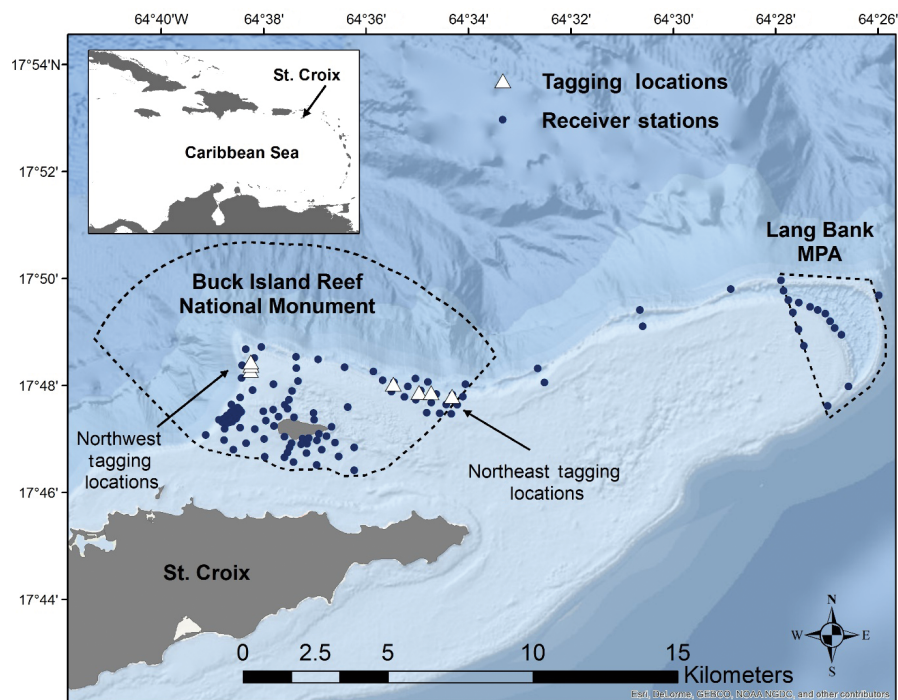 64°40'W 64°38' 64°36' 64°34' 64°32' 64°30' 64°28' 64°26'
17°54'N
17°52'
17°50'
17°48'
17°46'
17°44'
St. Croix
Caribbean Sea
Tagging locations
Receiver stations
Lang Bank
MPA
Buck Island Reef
National Monument
Northwest
tagging
locations
Northeast tagging
locations
St. Croix
N
W E
S
0 2.5 5 10 15
Kilometers
Esri, DeLorme, GEBCO, NOAA NGDC, and other contributors